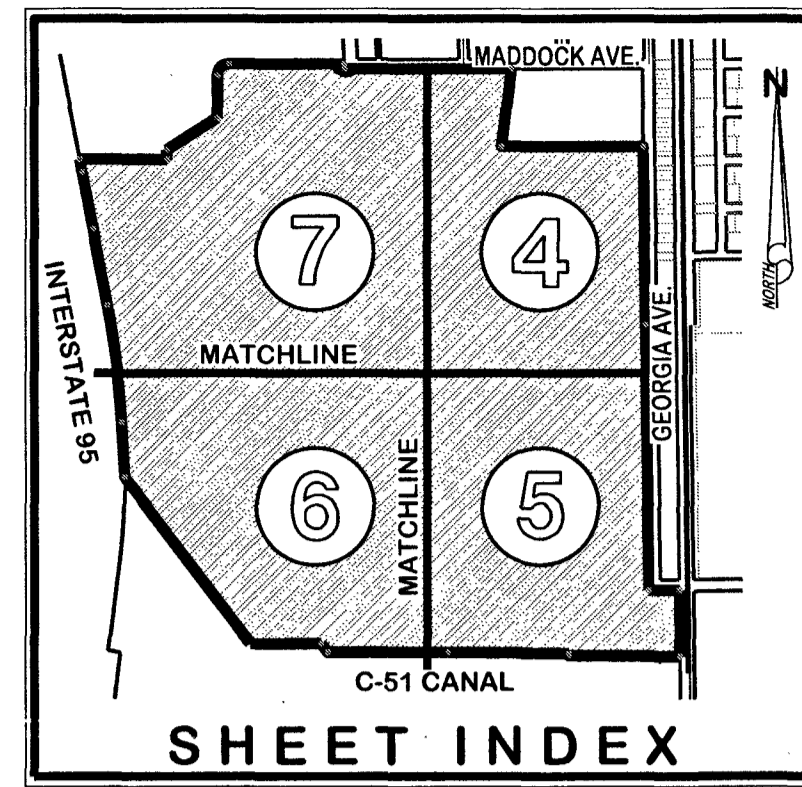 MADDOCK AVE.
N
NORTH
7
4
INTERSTATE 95
MATCHLINE
GEORGIA AVE.
MATCHLINE
6
5
C-51 CANAL
SHEET INDEX